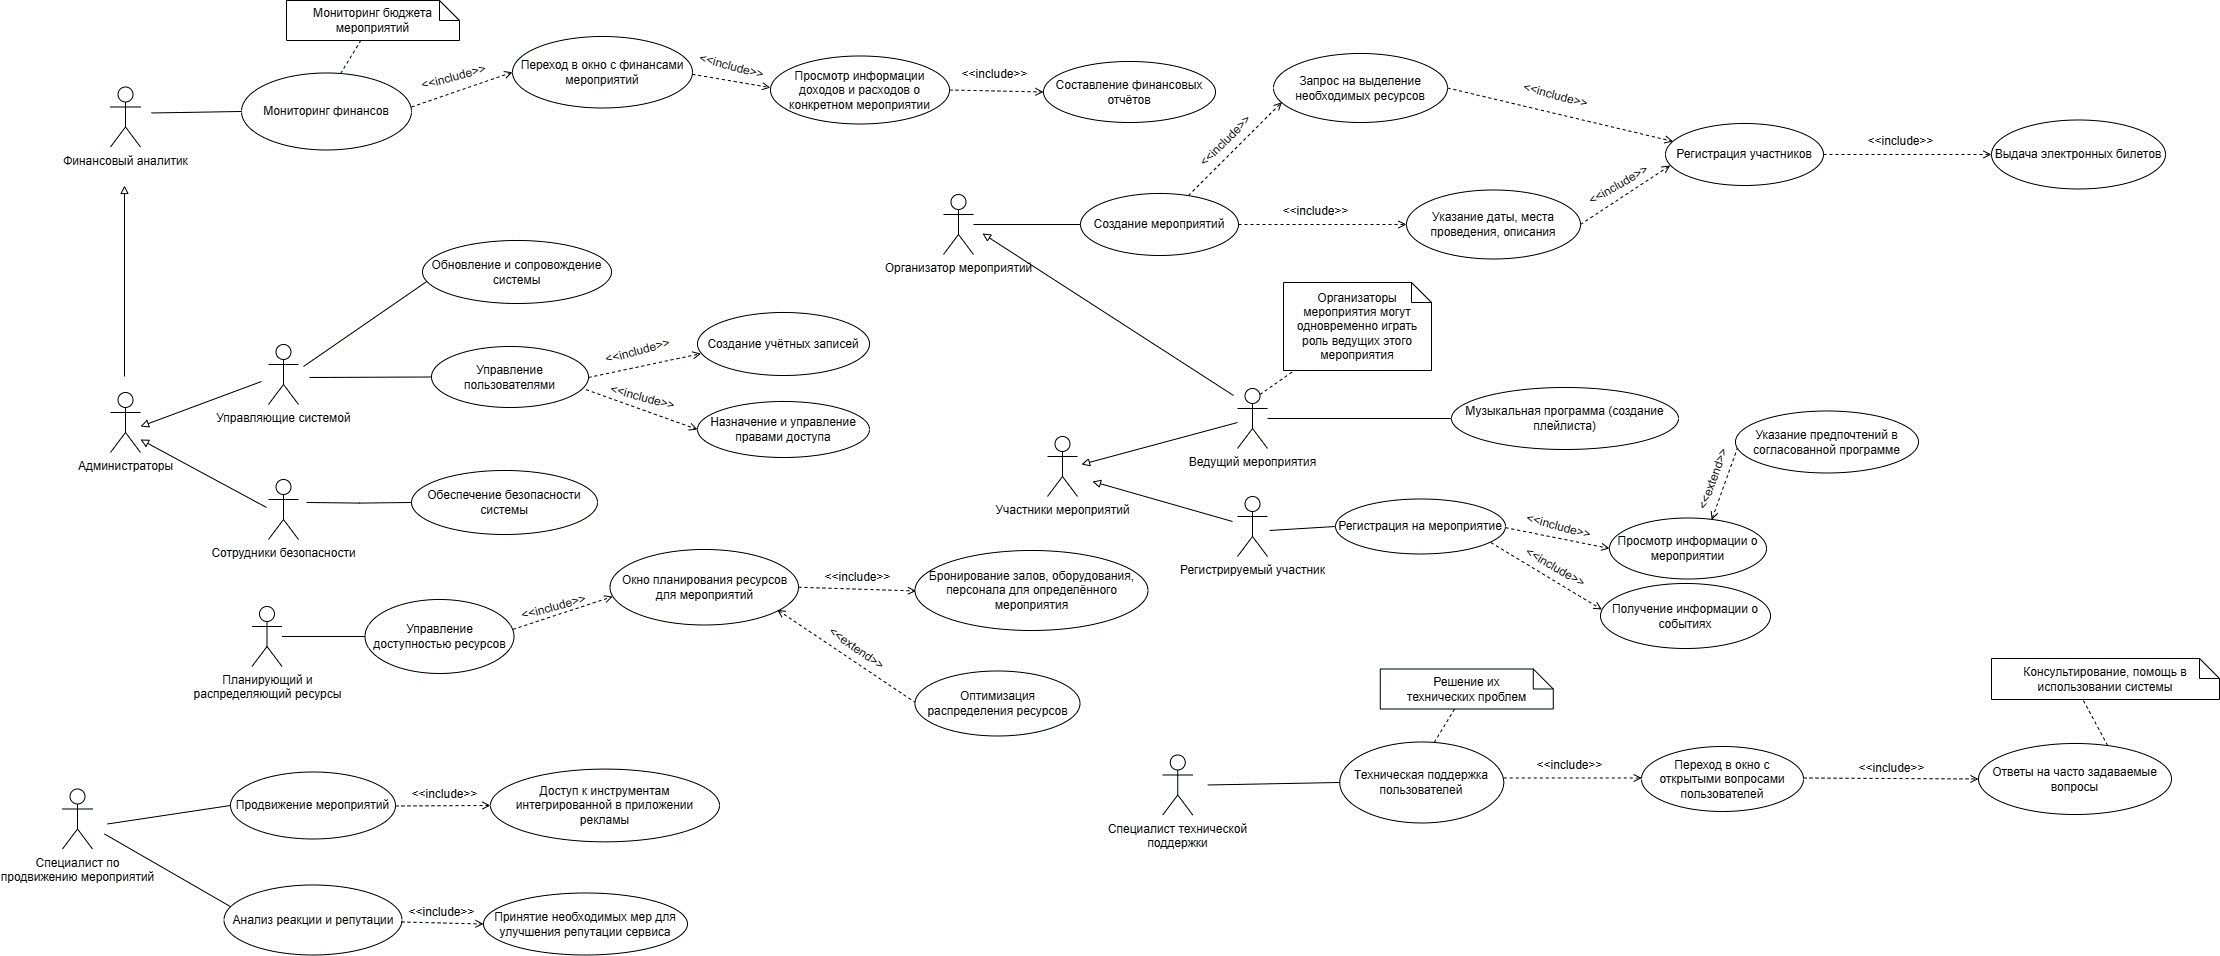 Мониторинг бюджета
мероприятий
Мониторинг финансов
<<include>>
Переход в окно с финансами
мероприятий
<<include>>
Просмотр информации
доходов и расходов о
конкретном мероприятии
<<include>>
Составление финансовых
отчётов
Финансовый аналитик
Запрос на выделение
необходимых ресурсов
<<include>>
<<include>>
Регистрация участников
<<include>>
Выдача электронных билетов
Создание мероприятий
<<include>>
Указание даты, места
проведения, описания
<<include>>
Организатор мероприятий
Обновление и сопровождение
системы
Управление
пользователями
<<include>>
Создание учётных записей
<<include>>
Назначение и управление
правами доступа
Управляющие системой
Администраторы
Обеспечение безопасности
системы
Сотрудники безопасности
Организаторы
мероприятия могут
одновременно играть
роль ведущих этого
мероприятия
Музыкальная программа (создание
плейлиста)
Ведущий мероприятия
Участники мероприятий
Указание предпочтений в
согласованной программе
<<extend>>
Регистрация на мероприятие
<<include>>
Просмотр информации о
мероприятии
<<include>>
Получение информации о
событиях
Регистрируемый участник
Окно планирования ресурсов
для мероприятий
<<include>>
Бронирование залов, оборудования,
персонала для определённого
мероприятия
Управление
доступностью ресурсов
<<include>>
<<extend>>
Оптимизация
распределения ресурсов
Планирующий и
распределяющий ресурсы
Решение их
технических проблем
Консультирование, помощь в
использовании системы
Техническая поддержка
пользователей
<<include>>
Переход в окно с
открытыми вопросами
пользователей
<<include>>
Ответы на часто задаваемые
вопросы
Специалист технической
поддержки
Продвижение мероприятий
<<include>>
Доступ к инструментам
интегрированной в приложении
рекламы
Специалист по
продвижению мероприятий
Анализ реакции и репутации
<<include>>
Принятие необходимых мер для
улучшения репутации сервиса